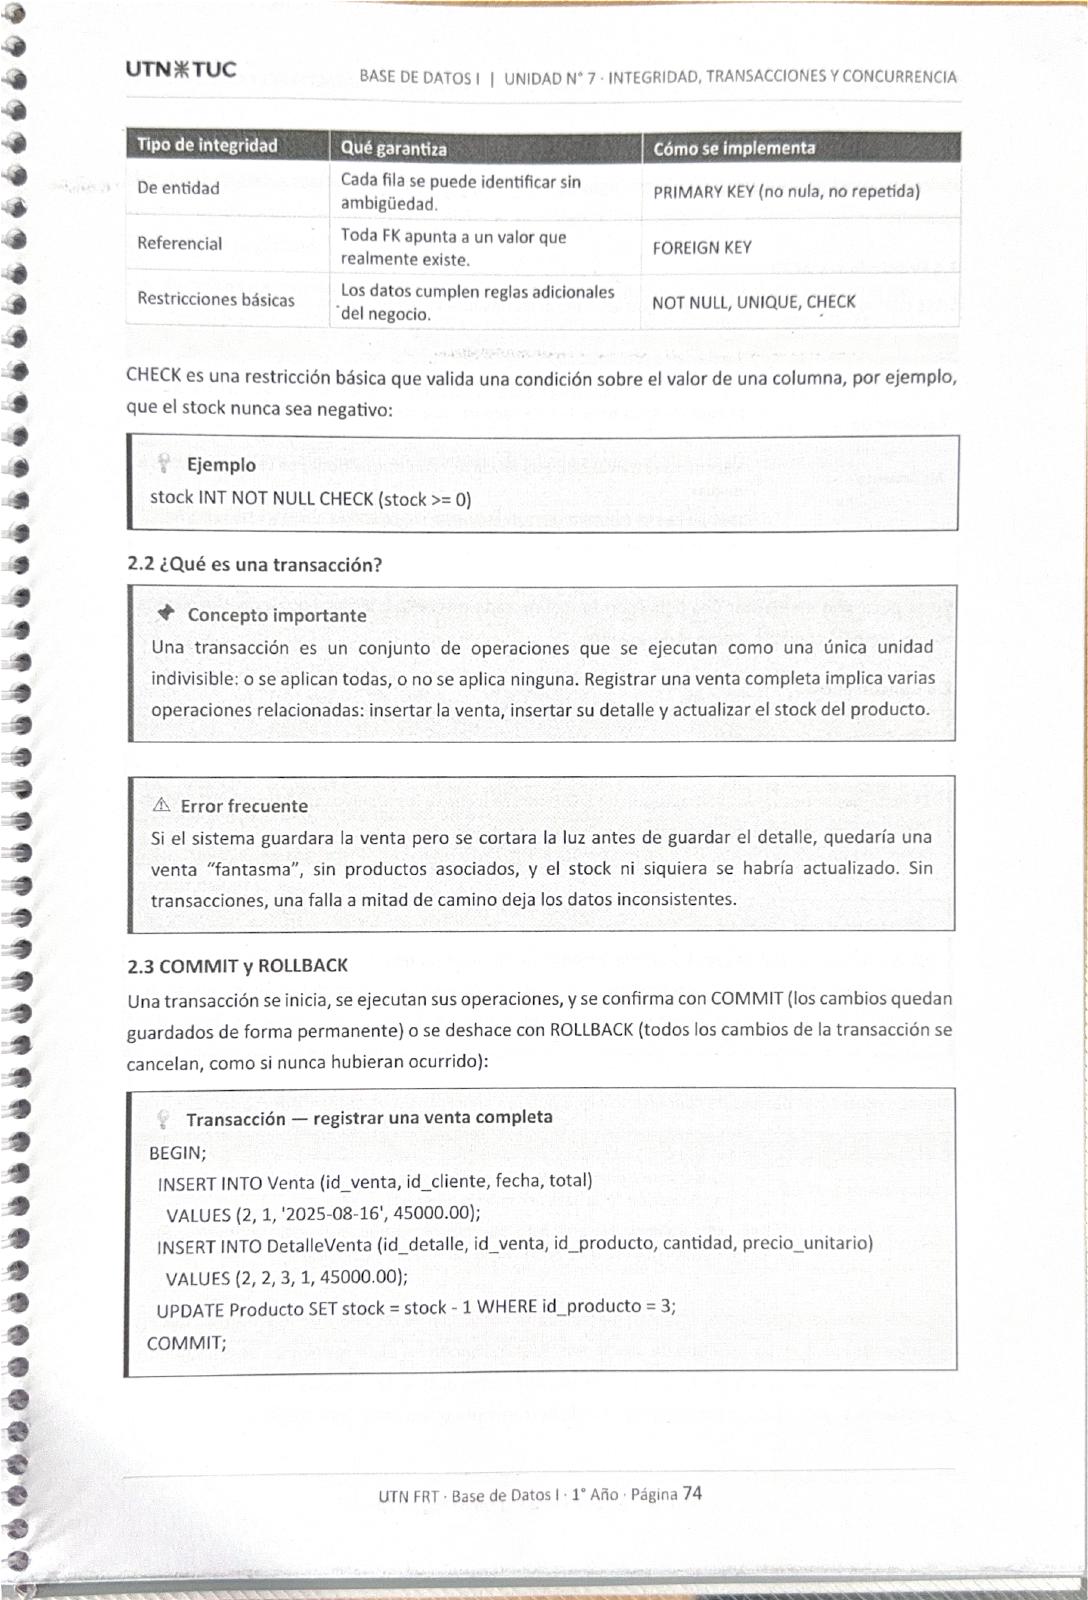 UTN TUC
BASE DE DATOS I | UNIDAD N° 7 · INTEGRIDAD, TRANSACCIONES Y CONCURRENCIA
Tipo de integridad Qué garantiza Cómo se implementa
De entidad Cada fila se puede identificar sin ambigüedad. PRIMARY KEY (no nula, no repetida)
Referencial Toda FK apunta a un valor que realmente existe. FOREIGN KEY
Restricciones básicas Los datos cumplen reglas adicionales del negocio. NOT NULL, UNIQUE, CHECK
CHECK es una restricción básica que valida una condición sobre el valor de una columna, por ejemplo,
que el stock nunca sea negativo:
Ejemplo
stock INT NOT NULL CHECK (stock >= 0)
2.2 ¿Qué es una transacción?
Concepto importante
Una transacción es un conjunto de operaciones que se ejecutan como una única unidad
indivisible: o se aplican todas, o no se aplica ninguna. Registrar una venta completa implica varias
operaciones relacionadas: insertar la venta, insertar su detalle y actualizar el stock del producto.
Error frecuente
Si el sistema guardara la venta pero se cortara la luz antes de guardar el detalle, quedaría una
venta “fantasma”, sin productos asociados, y el stock ni siquiera se habría actualizado. Sin
transacciones, una falla a mitad de camino deja los datos inconsistentes.
2.3 COMMIT y ROLLBACK
Una transacción se inicia, se ejecutan sus operaciones, y se confirma con COMMIT (los cambios quedan
guardados de forma permanente) o se deshace con ROLLBACK (todos los cambios de la transacción se
cancelan, como si nunca hubieran ocurrido):
Transacción — registrar una venta completa
BEGIN;
INSERT INTO Venta (id_venta, id_cliente, fecha, total)
VALUES (2, 1, '2025-08-16', 45000.00);
INSERT INTO DetalleVenta (id_detalle, id_venta, id_producto, cantidad, precio_unitario)
VALUES (2, 2, 3, 1, 45000.00);
UPDATE Producto SET stock = stock - 1 WHERE id_producto = 3;
COMMIT;
UTN FRT · Base de Datos I · 1° Año · Página 74